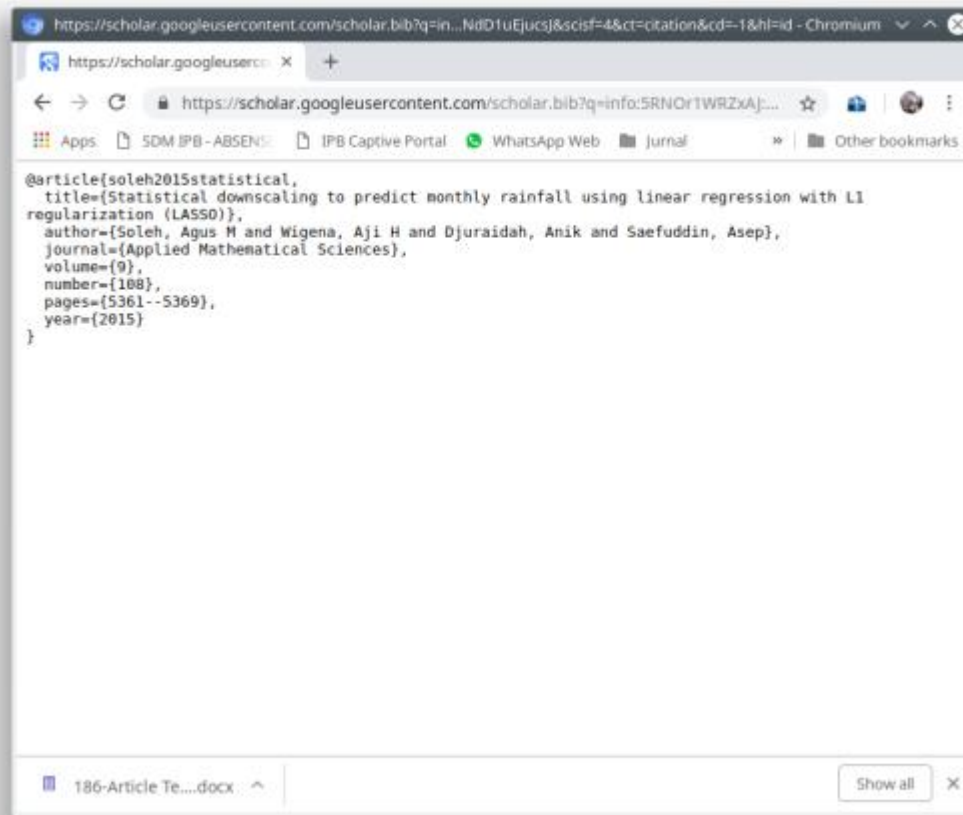 https://scholar.googleusercontent.com/scholar.bib?q=in...NdD1uEjucsJ&scisf=4&ct=citation&cd=-1&hl=id - Chromium
https://scholar.googleuserco
https://scholar.googleusercontent.com/scholar.bib?q=info:5RNOr1WRZxAJ:...
Apps SDM IPB - ABSENS IPB Captive Portal WhatsApp Web Jurnal » Other bookmarks
@article{soleh2015statistical,
title={Statistical downscaling to predict monthly rainfall using linear regression with L1
regularization (LASSO)},
author={Soleh, Agus M and Wigena, Aji H and Djuraidah, Anik and Saefuddin, Asep},
journal={Applied Mathematical Sciences},
volume={9},
number={108},
pages={5361--5369},
year={2015}
}
186-Article Te....docx
Show all